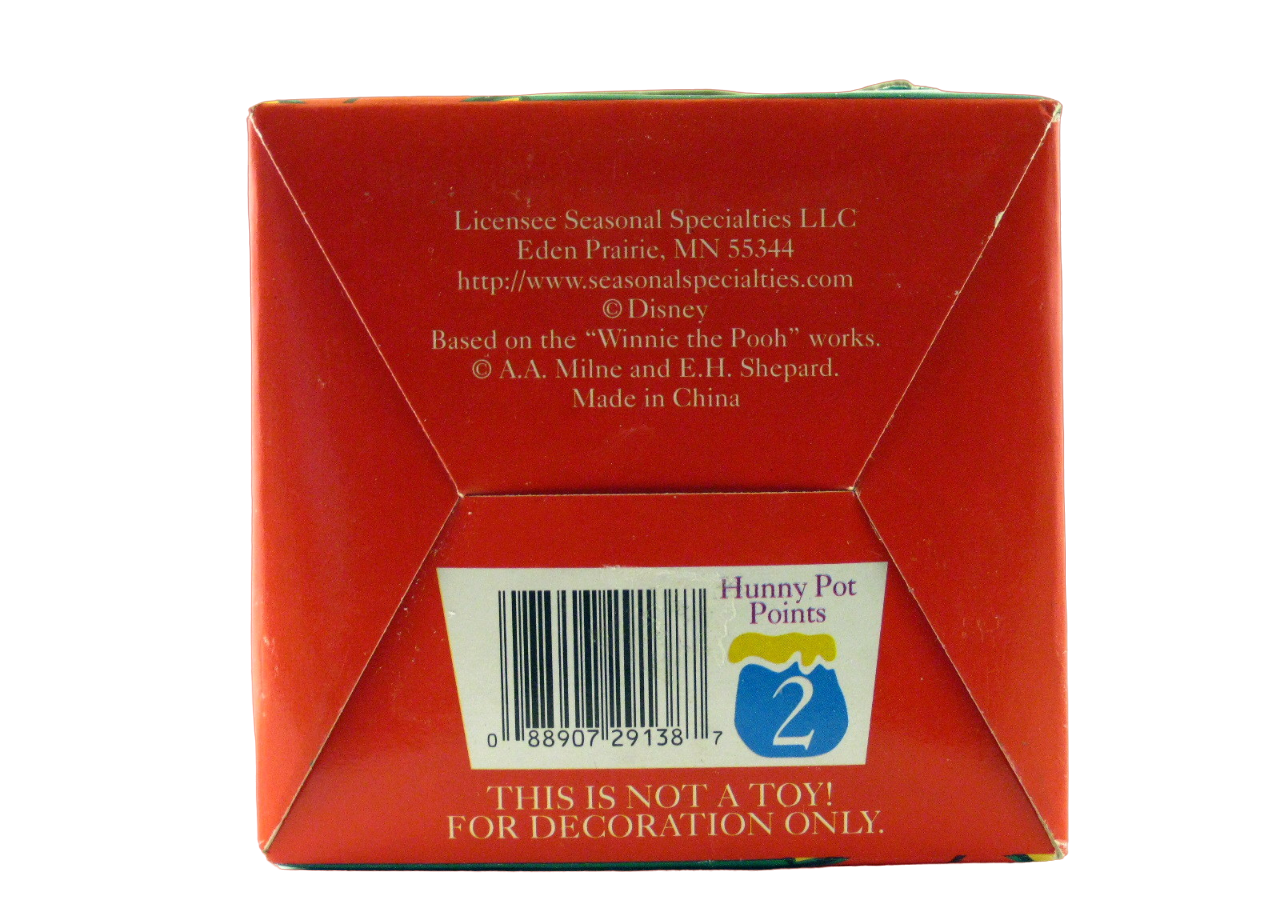 Licensee Seasonal Specialties LLC
Eden Prairie, MN 55344
http://www.seasonalspecialties.com
© Disney
Based on the “Winnie the Pooh” works.
© A.A. Milne and E.H. Shepard.
Made in China
Hunny Pot
Points
2
0 88907 29138 7
THIS IS NOT A TOY!
FOR DECORATION ONLY.